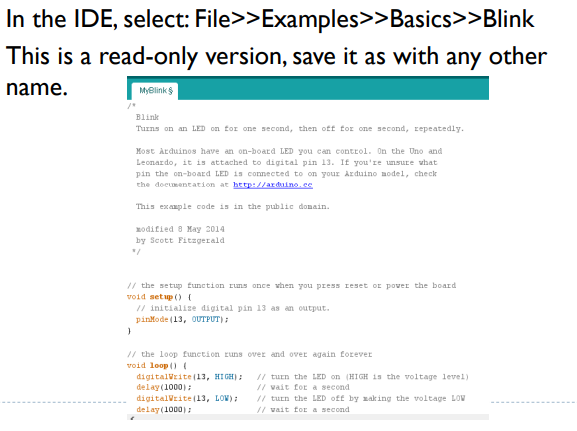 In the IDE, select: File>>Examples>>Basics>>Blink
This is a read-only version, save it as with any other
name.
MyBlink §
/*
Blink
Turns on an LED on for one second, then off for one second, repeatedly.
Most Arduinos have an on-board LED you can control. On the Uno and
Leonardo, it is attached to digital pin 13. If you're unsure what
pin the on-board LED is connected to on your Arduino model, check
the documentation at http://arduino.cc
This example code is in the public domain.
modified 8 May 2014
by Scott Fitzgerald
*/
// the setup function runs once when you press reset or power the board
void setup() {
// initialize digital pin 13 as an output.
pinMode(13, OUTPUT);
}
// the loop function runs over and over again forever
void loop() {
digitalWrite(13, HIGH); // turn the LED on (HIGH is the voltage level)
delay(1000); // wait for a second
digitalWrite(13, LOW); // turn the LED off by making the voltage LOW
delay(1000); // wait for a second